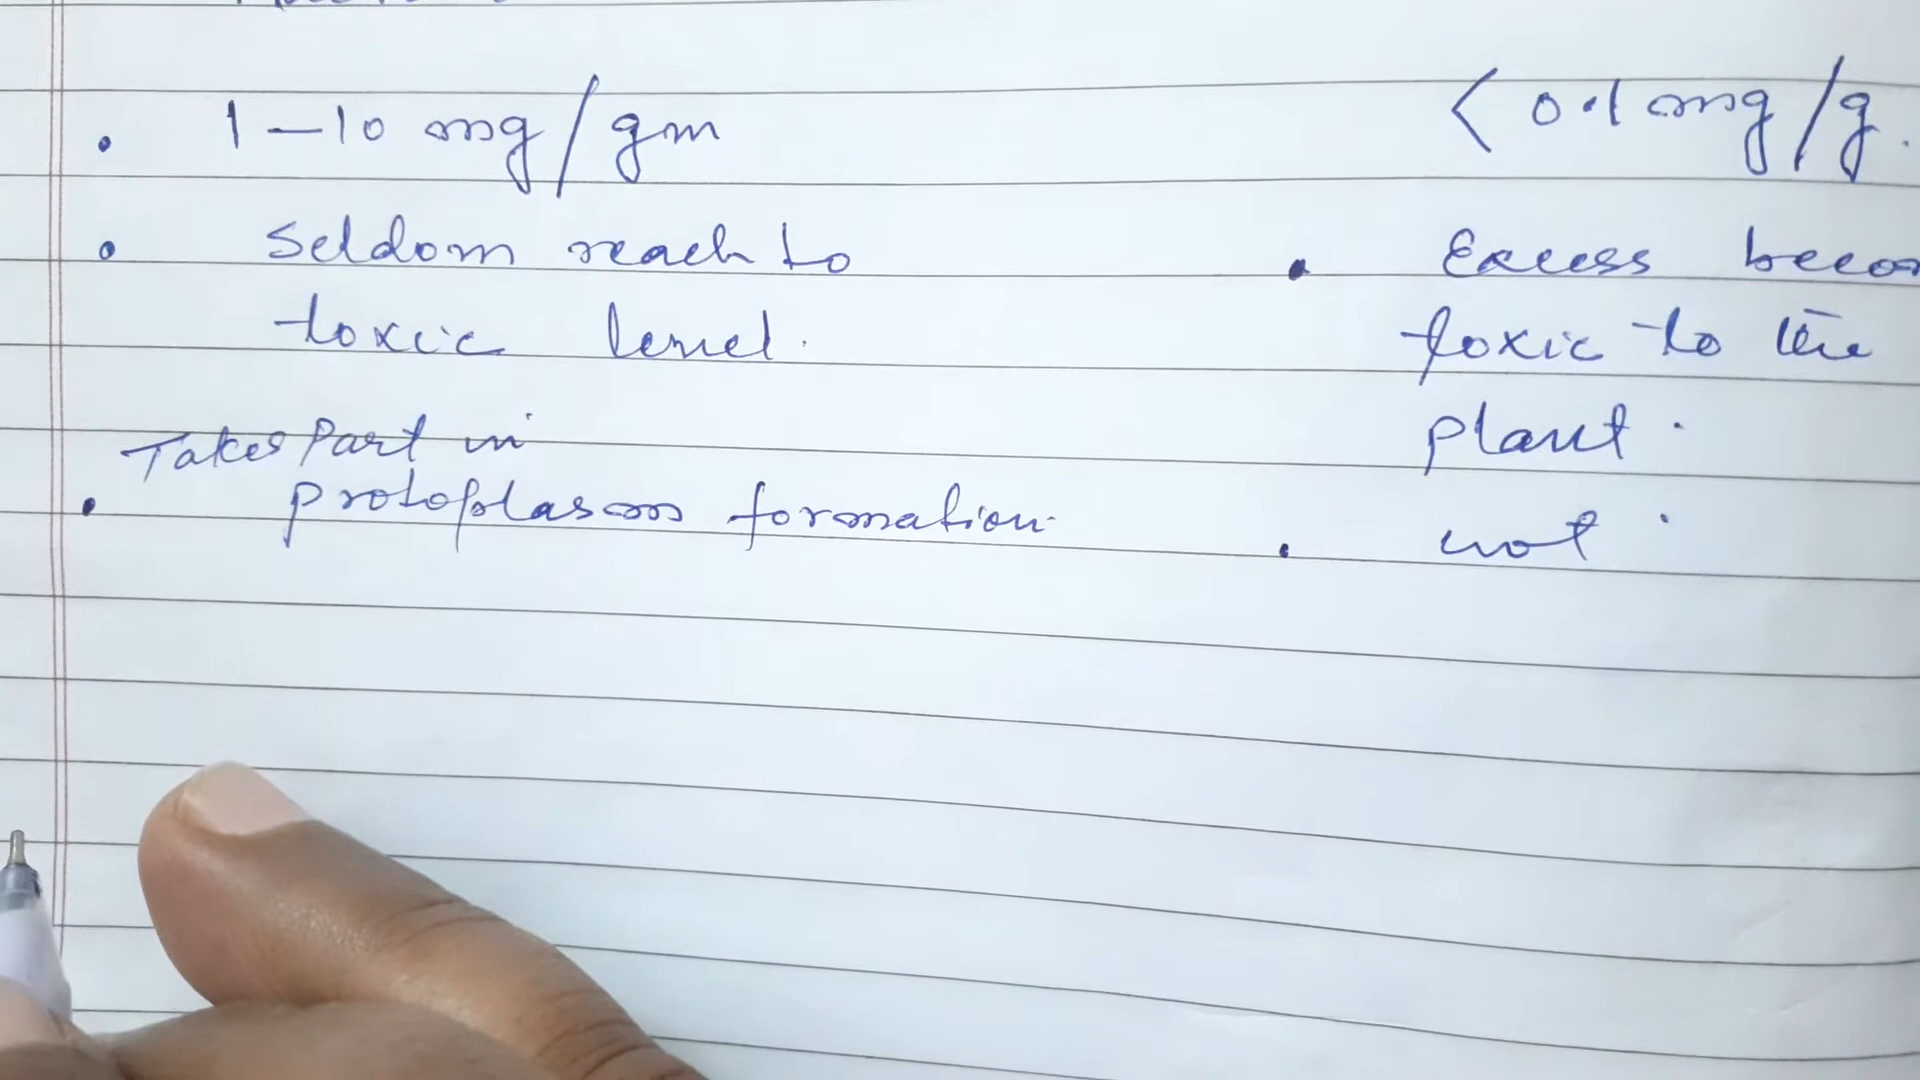 • 1–10 mg/gm
< 0.1 mg/g.
• Seldom reach to
toxic level.
• Excess becom
toxic to the
plant.
Takes Part in
• protoplasm formation.
• not